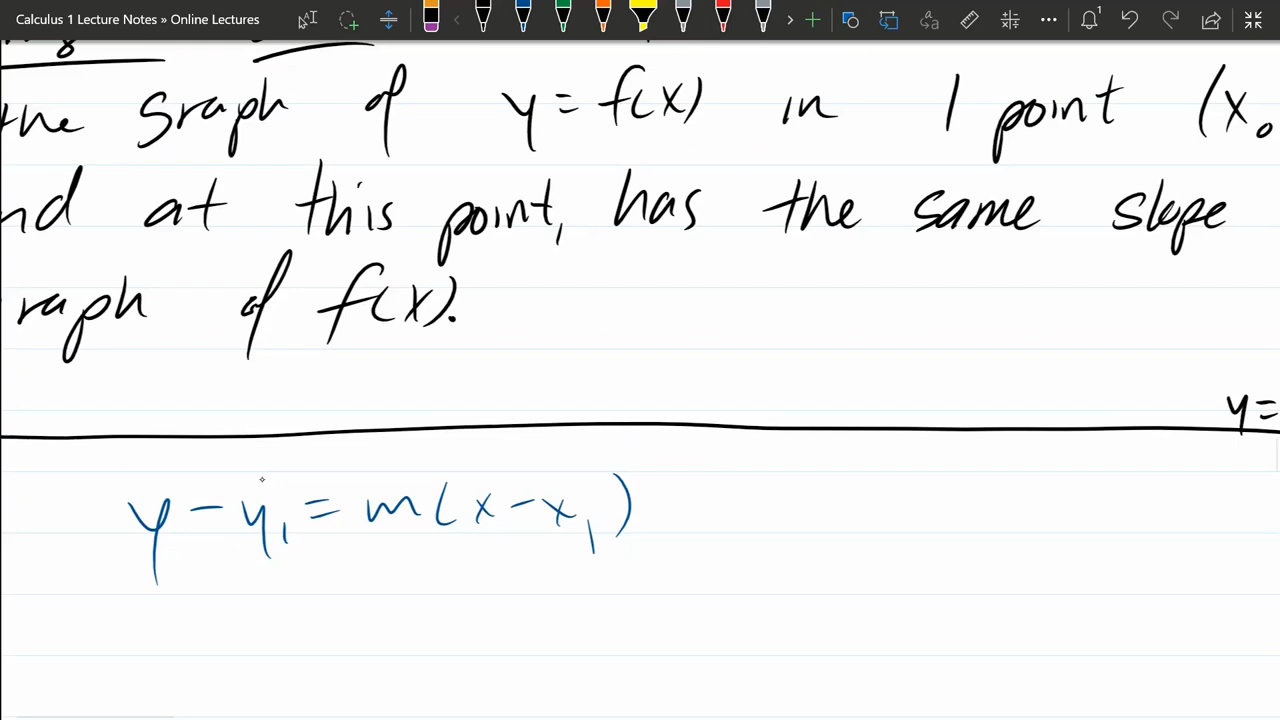 Calculus 1 Lecture Notes » Online Lectures
the graph of y = f(x) in 1 point (x₀
nd at this point, has the same slope
raph of f(x).
y =
y - y₁ = m(x - x₁)